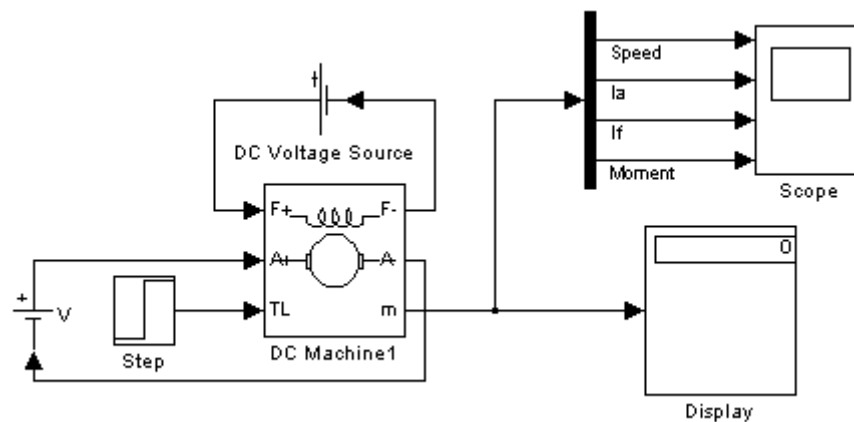 Speed
Ia
If
Moment
Scope
+
DC Voltage Source
F+ F-
A+ A-
TL m
DC Machine1
+
V
Step
0
Display